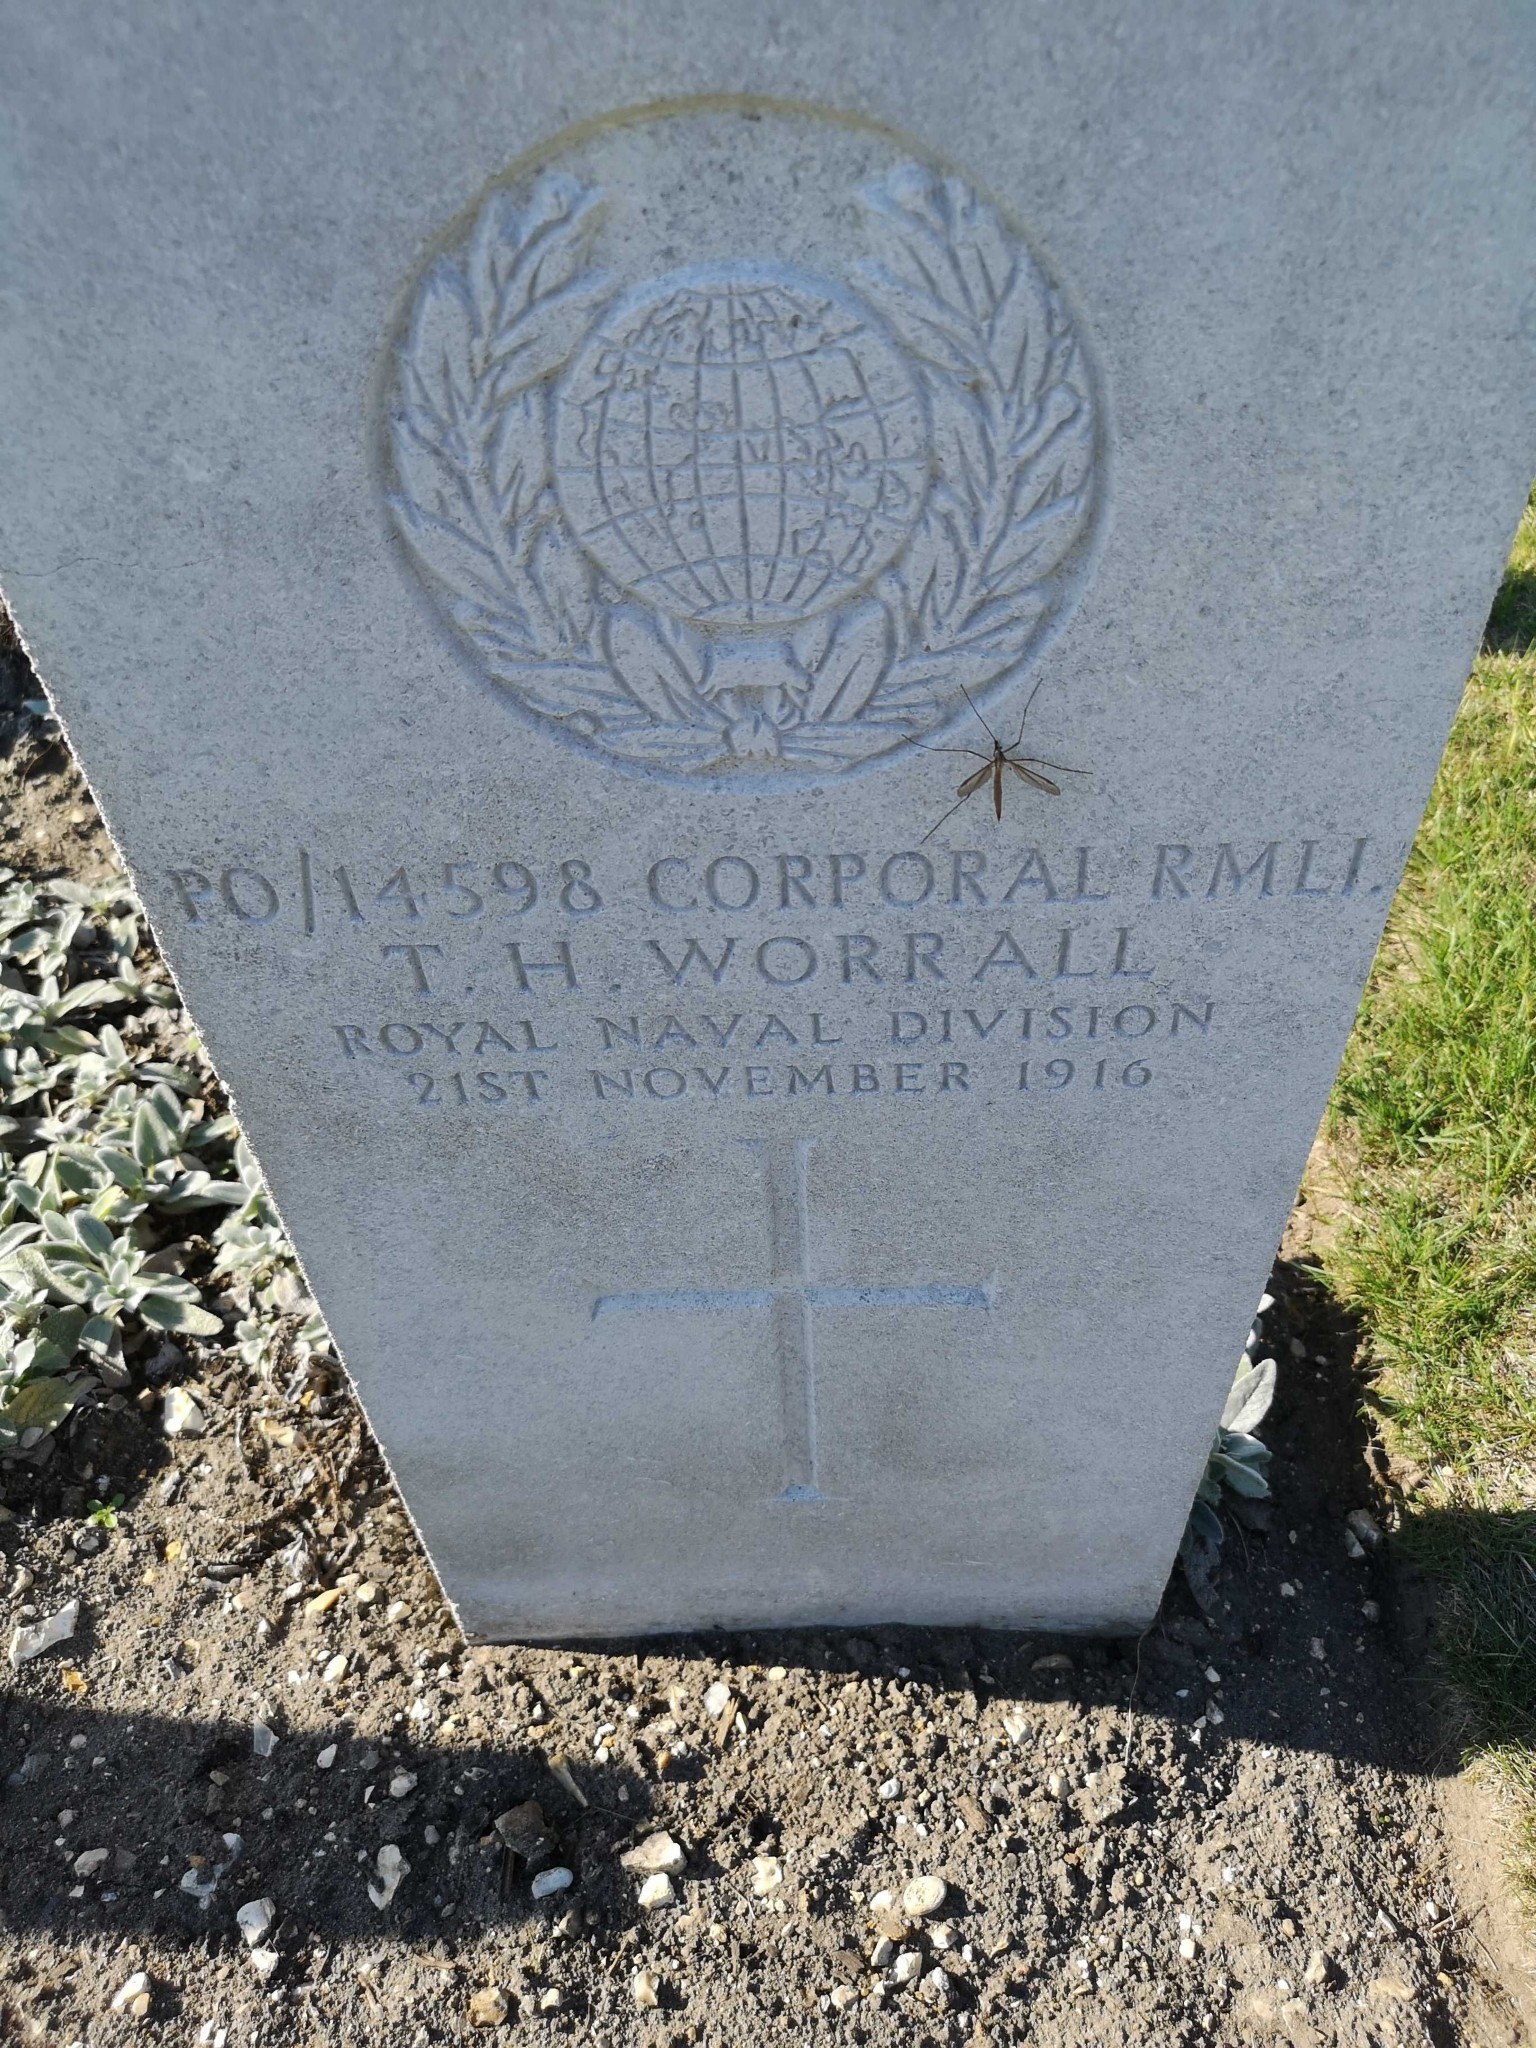 PO/14598 CORPORAL RMLI.
T. H. WORRALL
ROYAL NAVAL DIVISION
21ST NOVEMBER 1916